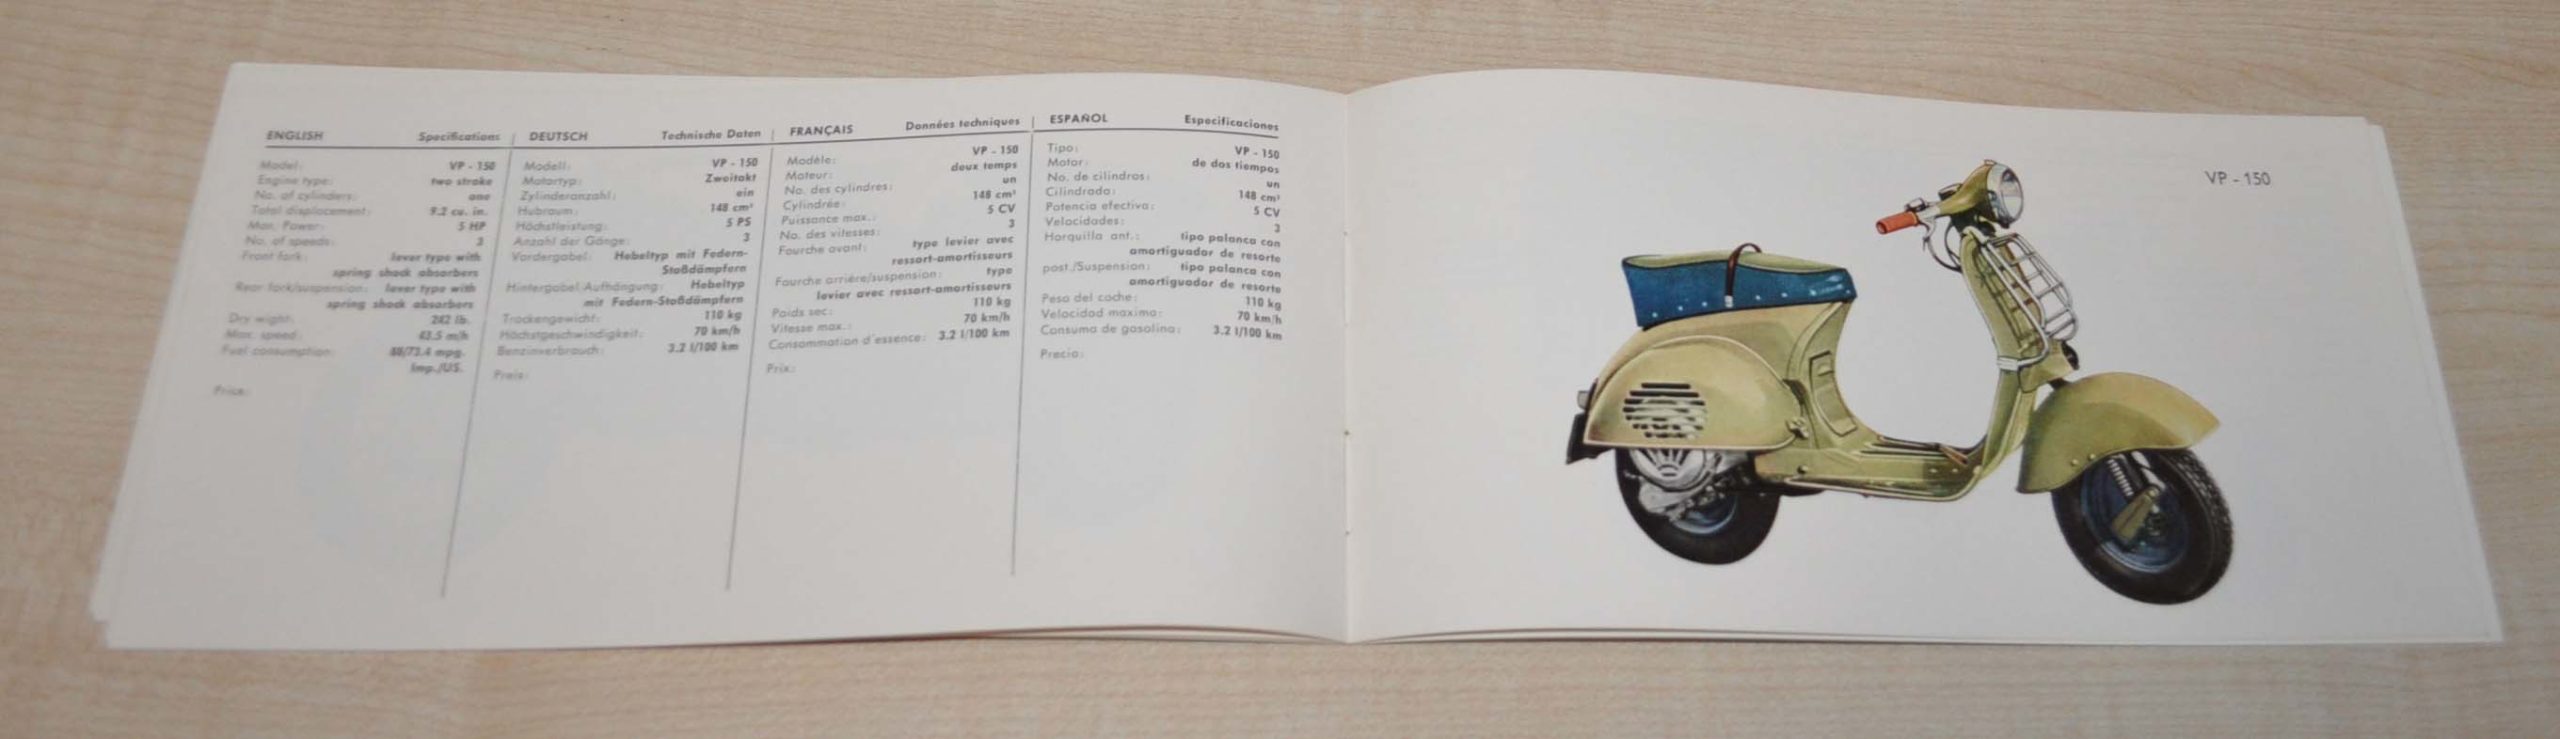 ENGLISH Specifications
Model: VP - 150
Engine type: two stroke
No. of cylinders: one
Total displacement: 9.2 cu. in.
Max. Power: 5 HP
No. of speeds: 3
Front fork: lever type with
spring shock absorbers
Rear fork/suspension: lever type with
spring shock absorbers
Dry wight: 242 lb.
Max. speed: 43.5 m/h
Fuel consumption: 88/73.4 mpg.
Imp./US.
Price:
DEUTSCH Technische Daten
Modell: VP - 150
Motortyp: Zweitakt
Zylinderanzahl: ein
Hubraum: 148 cm³
Höchstleistung: 5 PS
Anzahl der Gänge: 3
Vordergabel: Hebeltyp mit Federn-
Stoßdämpfern
Hintergabel Aufhängung: Hebeltyp
mit Federn-Stoßdämpfern
Trockengewicht: 110 kg
Höchstgeschwindigkeit: 70 km/h
Benzinverbrauch: 3.2 l/100 km
Preis:
FRANÇAIS Données techniques
Modèle: VP - 150
Moteur: deux temps
No. des cylindres: un
Cylindrée: 148 cm³
Puissance max.: 5 CV
No. des vitesses: 3
Fourche avant: type levier avec
ressort-amortisseurs
Fourche arrière/suspension: type
levier avec ressort-amortisseurs
Poids sec: 110 kg
Vitesse max.: 70 km/h
Consommation d'essence: 3.2 l/100 km
Prix:
ESPAÑOL Especificaciones
Tipo: VP - 150
Motor: de dos tiempos
No. de cilindros: un
Cilindrada: 148 cm³
Potencia efectiva: 5 CV
Velocidades: 3
Horquilla ant.: tipo palanca con
amortiguador de resorte
post./Suspension: tipo palanca con
amortiguador de resorte
Peso del coche: 110 kg
Velocidad maxima: 70 km/h
Consumo de gasolina: 3.2 l/100 km
Precio:
VP - 150